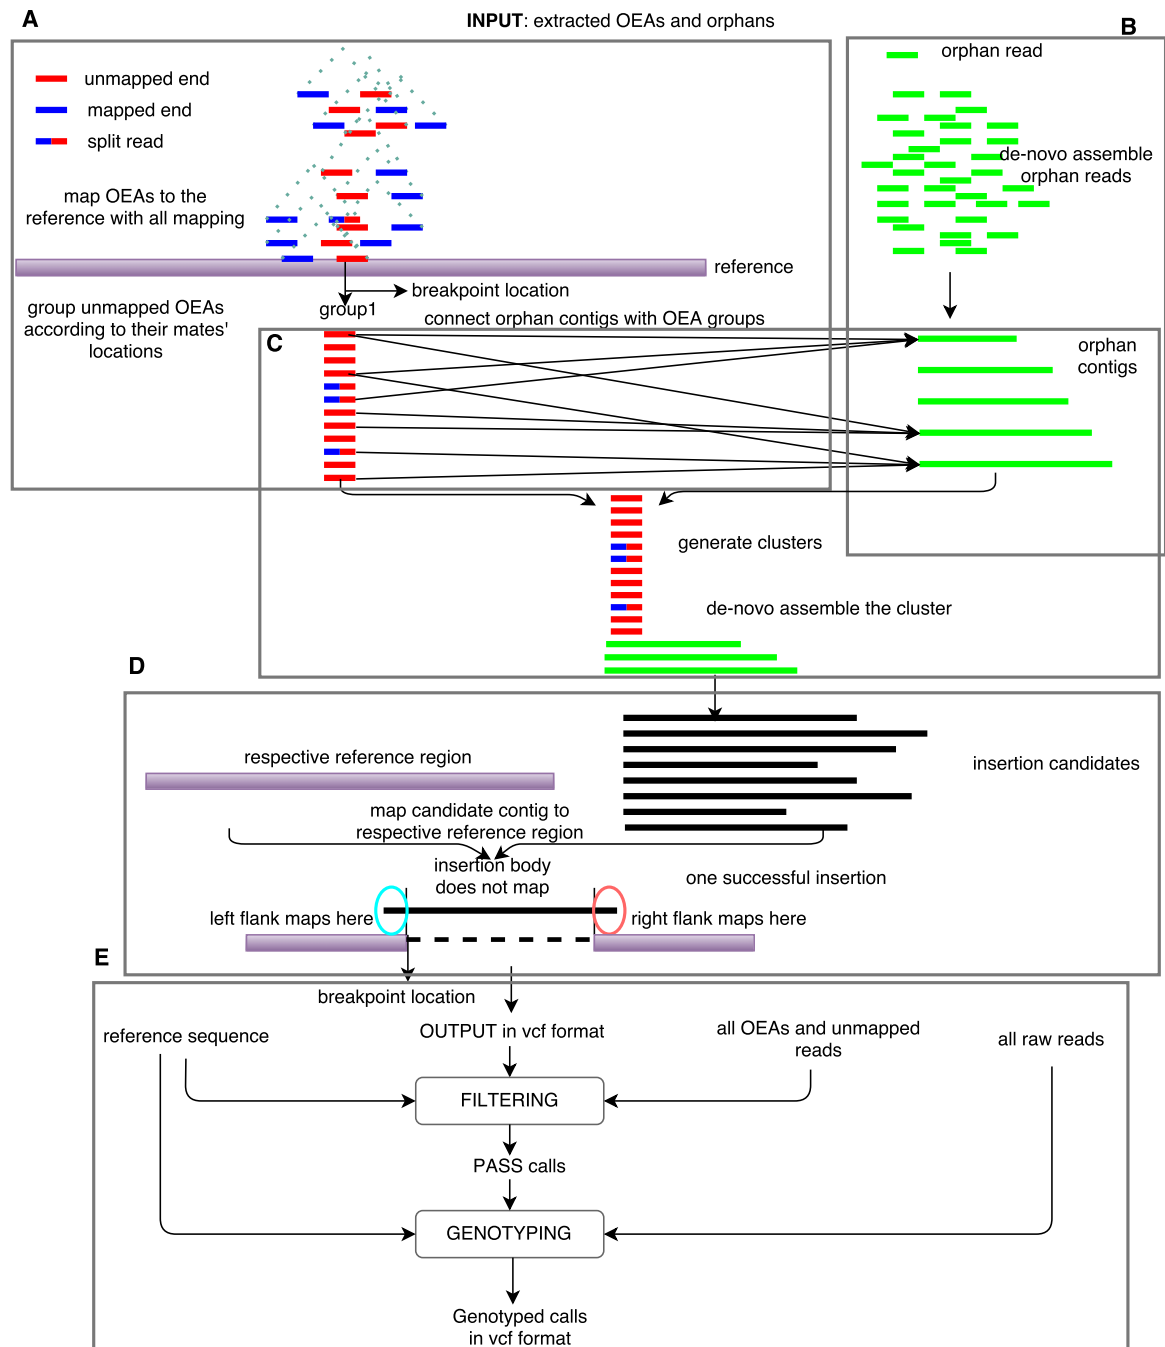 A
INPUT: extracted OEAs and orphans
B
unmapped end
mapped end
split read
map OEAs to the
reference with all mapping
reference
breakpoint location
group unmapped OEAs
according to their mates'
locations
group1
orphan read
de-novo assemble
orphan reads
connect orphan contigs with OEA groups
C
orphan
contigs
generate clusters
de-novo assemble the cluster
D
respective reference region
insertion candidates
map candidate contig to
respective reference region
insertion body
does not map
one successful insertion
left flank maps here
right flank maps here
E
breakpoint location
reference sequence
OUTPUT in vcf format
all OEAs and unmapped
reads
all raw reads
FILTERING
PASS calls
GENOTYPING
Genotyped calls
in vcf format